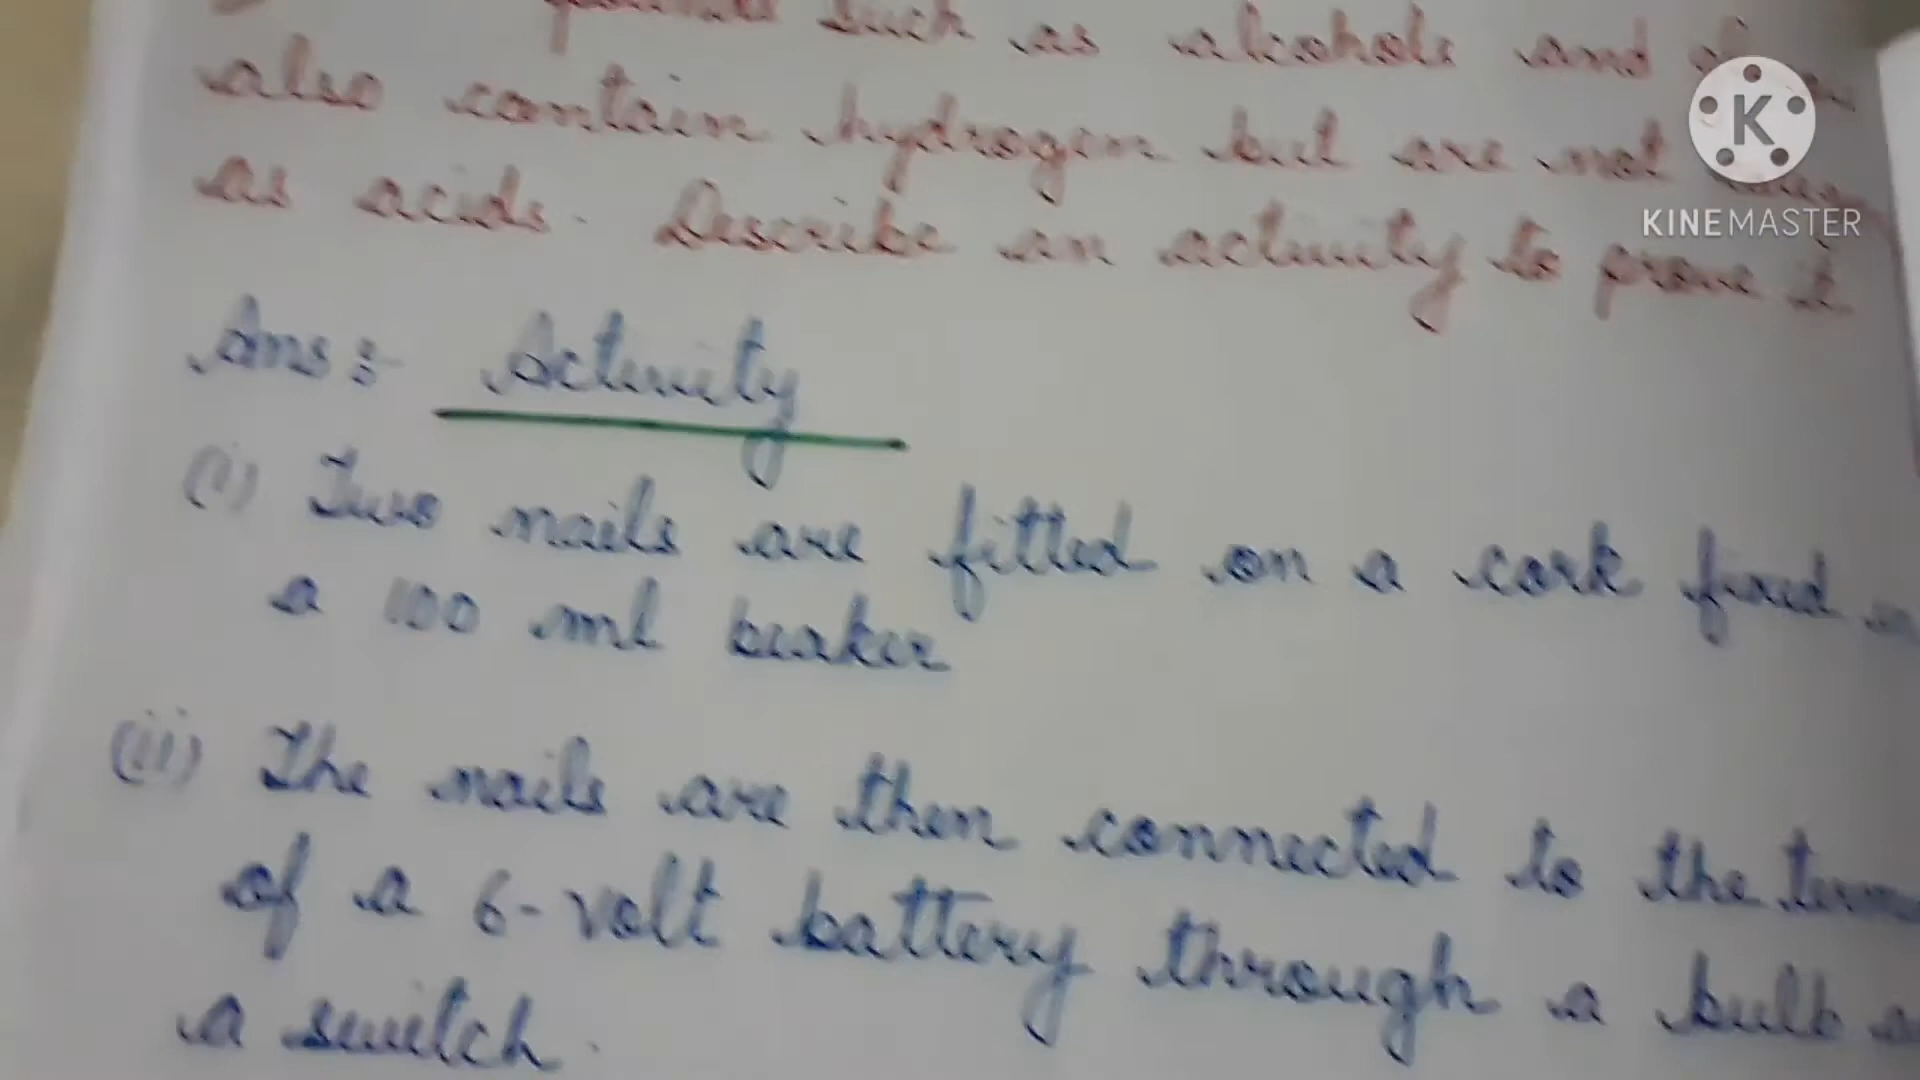 such as alcohols and
also contain hydrogen but are not
as acids. Describe an activity to prove it
Ans :- Activity
(i) Two nails are fitted on a cork fixed in
a 100 ml beaker
(ii) The nails are then connected to the
of a 6-volt battery through a bulb
a switch.
K
KINEMASTER